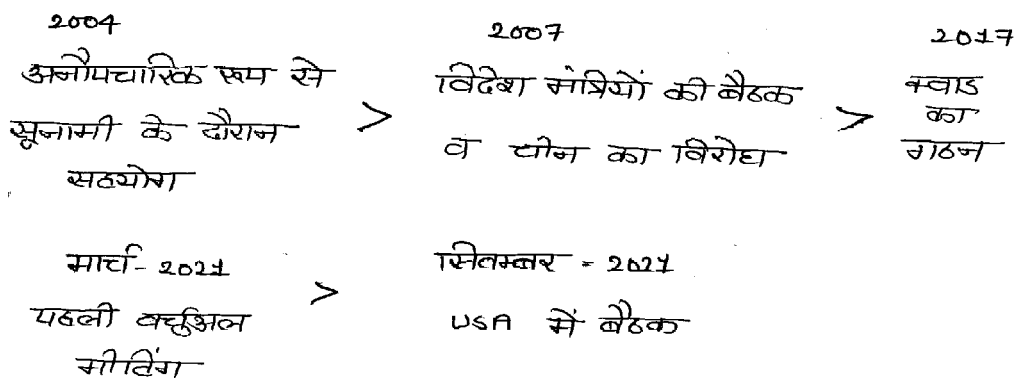 2004
अनौपचारिक रूप से
सूनामी के दौरान
सहयोग
>
2007
विदेश मंत्रियों की बैठक
व चीन का विरोध
>
2017
क्वाड
का
गठन
मार्च - 2021
पहली वर्चुअल
मीटिंग
>
सितम्बर - 2021
USA में बैठक